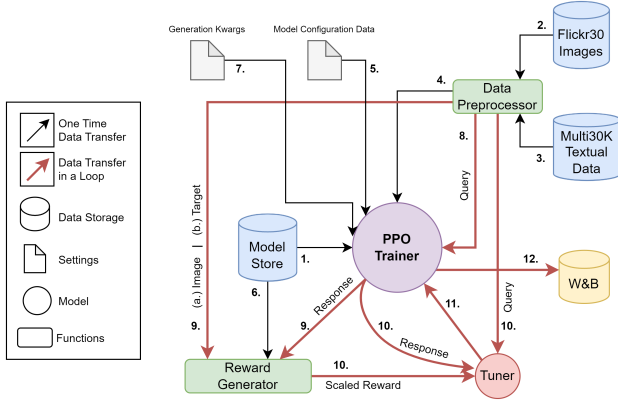 Generation Kwargs
Model Configuration Data
2.
Flickr30
Images
7.
5.
4.
Data
Preprocessor
8.
3.
Multi30K
Textual
Data
One Time
Data Transfer
Data Transfer
in a Loop
Data Storage
Settings
Model
Functions
(a.) Image | (b.) Target
Query
Model
Store
1.
PPO
Trainer
12.
W&B
6.
Response
Query
11.
9.
9.
10.
Response
10.
Reward
Generator
10.
Scaled Reward
Tuner